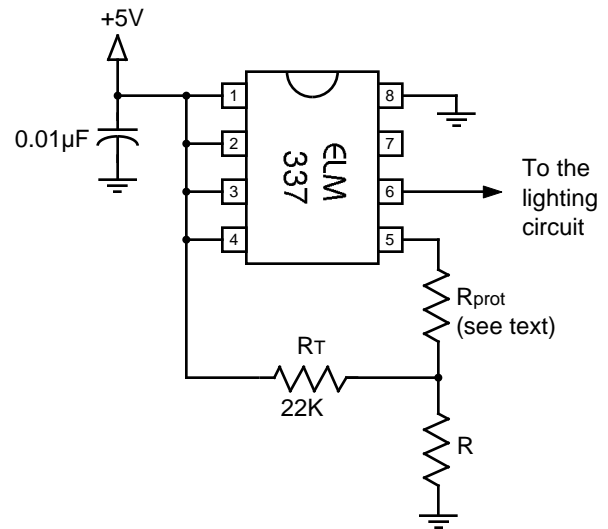 +5V
0.01µF
1
2
3
4
8
7
6
5
ELM
337
To the
lighting
circuit
Rprot
(see text)
RT
22K
R